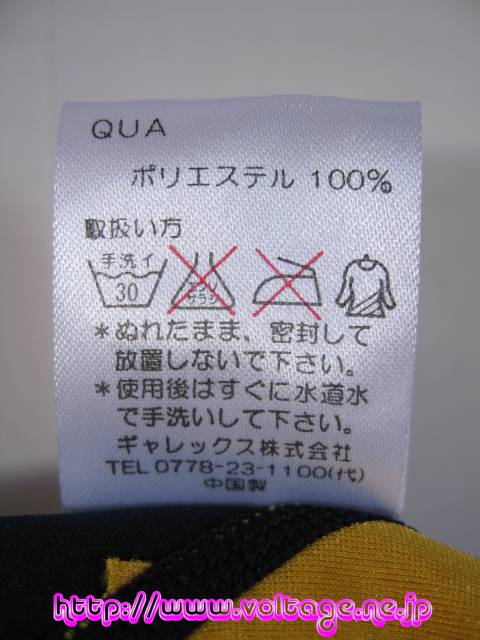 QUA
ポリエステル 100%
取扱い方
手洗イ
30
エンソ
サラシ
*ぬれたまま、密封して
放置しないで下さい。
*使用後はすぐに水道水
で手洗いして下さい。
ギャレックス株式会社
TEL 0778-23-1100(代)
中国製
http://www.voltage.ne.jp